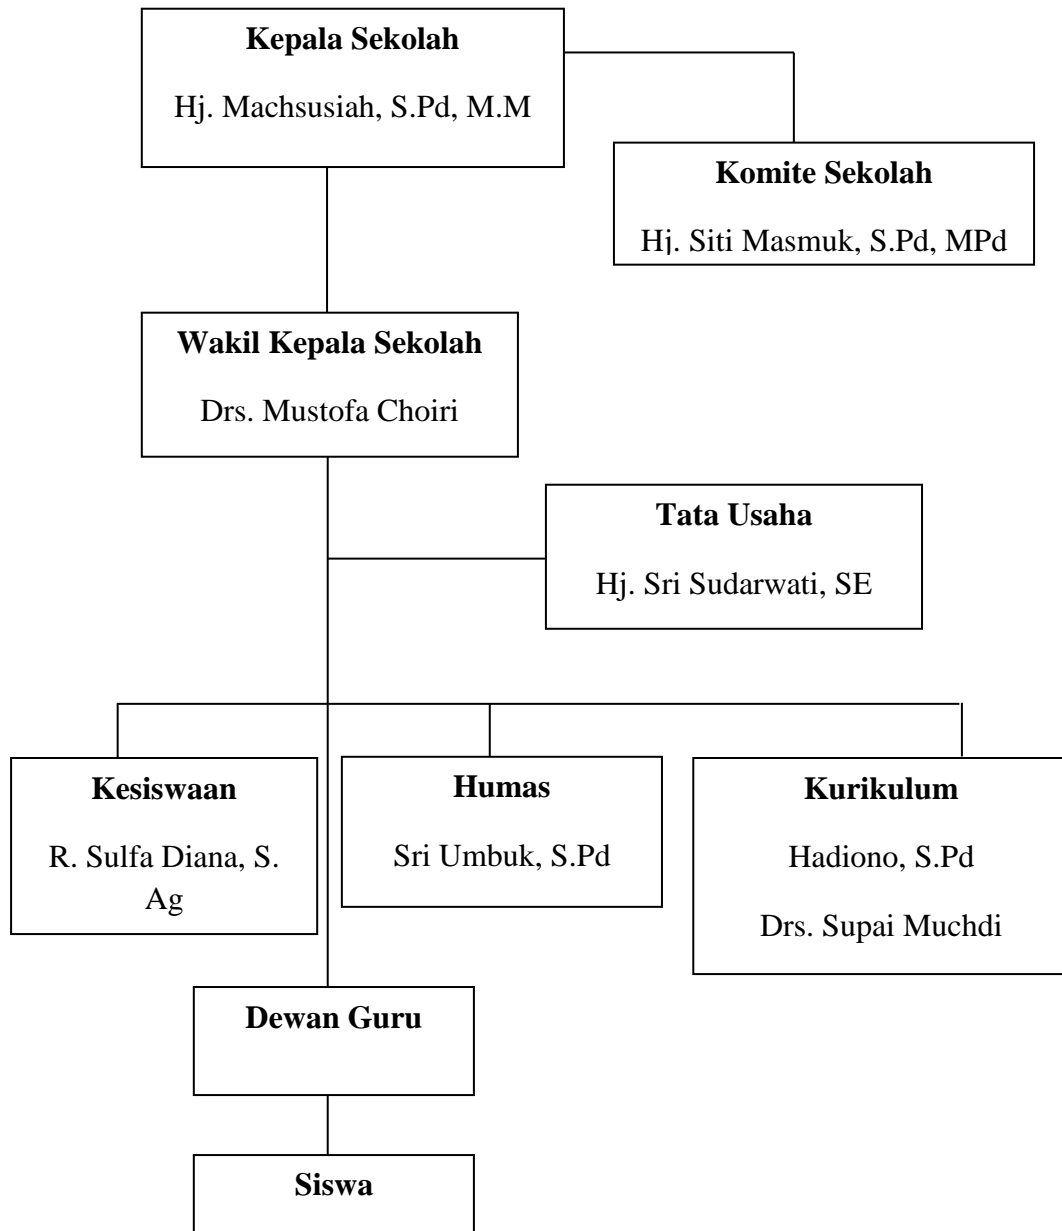 Kepala Sekolah
Hj. Machsusiah, S.Pd, M.M
Komite Sekolah
Hj. Siti Masmuk, S.Pd, MPd
Wakil Kepala Sekolah
Drs. Mustofa Choiri
Tata Usaha
Hj. Sri Sudarwati, SE
Kesiswaan
R. Sulfa Diana, S.
Ag
Humas
Sri Umbuk, S.Pd
Kurikulum
Hadiono, S.Pd
Drs. Supai Muchdi
Dewan Guru
Siswa